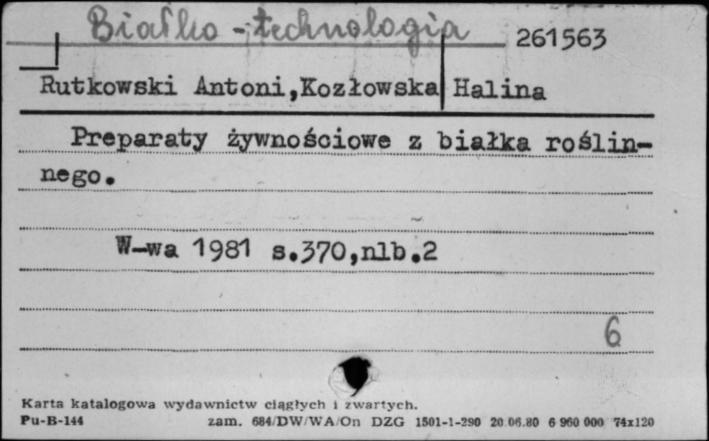 Białko - technologia 261563
Rutkowski Antoni,Kozłowska Halina
Preparaty żywnościowe z białka roślin-
nego.
W-wa 1981 s.370,nlb.2
6
Karta katalogowa wydawnictw ciągłych i zwartych.
Pu-B-144 zam. 684/DW/WA/On DZG 1501-1-290 20.06.80 6 960 000 74x120